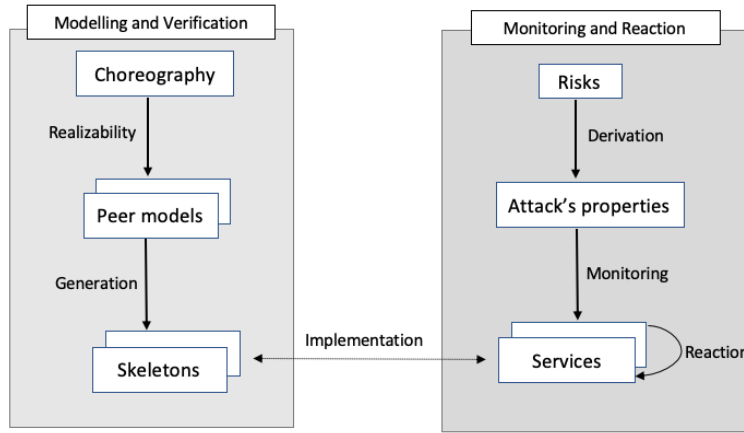 Modelling and Verification
Choreography
Realizability
Peer models
Generation
Skeletons
Implementation
Monitoring and Reaction
Risks
Derivation
Attack's properties
Monitoring
Services
Reaction